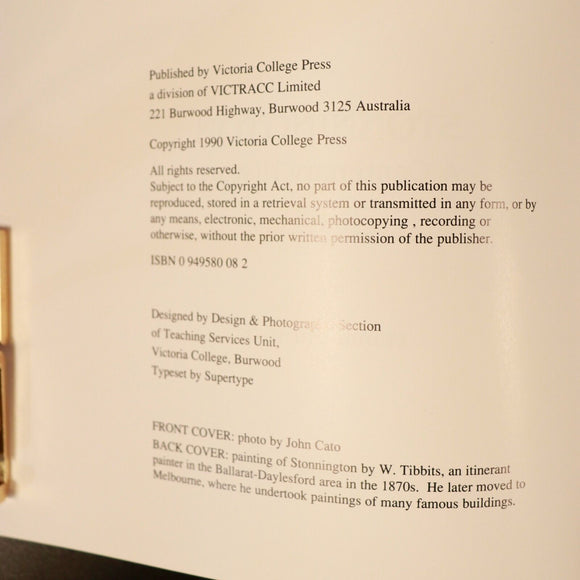 Published by Victoria College Press
a division of VICTRACC Limited
221 Burwood Highway, Burwood 3125 Australia
Copyright 1990 Victoria College Press
All rights reserved.
Subject to the Copyright Act, no part of this publication may be
reproduced, stored in a retrieval system or transmitted in any form, or by
any means, electronic, mechanical, photocopying , recording or
otherwise, without the prior written permission of the publisher.
ISBN 0 949580 08 2
Designed by Design & Photographic Section
of Teaching Services Unit,
Victoria College, Burwood
Typeset by Supertype
FRONT COVER: photo by John Cato
BACK COVER: painting of Stonnington by W. Tibbits, an itinerant
painter in the Ballarat-Daylesford area in the 1870s. He later moved to
Melbourne, where he undertook paintings of many famous buildings.